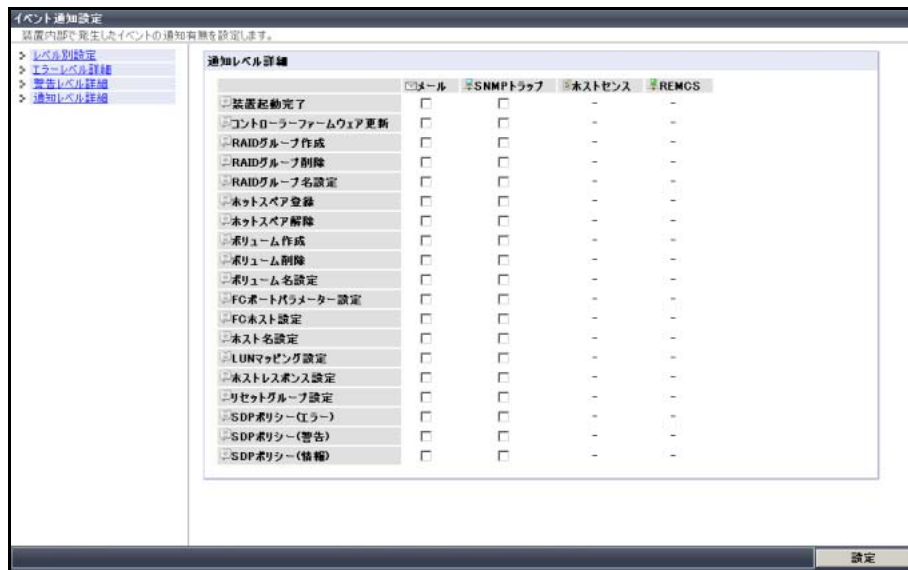 イベント通知設定
装置内部で発生したイベントの通知有無を設定します。
レベル別設定
エラーレベル詳細
警告レベル詳細
通知レベル詳細
通知レベル詳細
メール SNMPトラップ ホストセンス REMCS
装置起動完了 - -
コントローラーファームウェア更新 - -
RAIDグループ作成 - -
RAIDグループ削除 - -
RAIDグループ名設定 - -
ホットスペア登録 - -
ホットスペア解除 - -
ボリューム作成 - -
ボリューム削除 - -
ボリューム名設定 - -
FCポートパラメーター設定 - -
FCホスト設定 - -
ホスト名設定 - -
LUNマッピング設定 - -
ホストレスポンス設定 - -
リセットグループ設定 - -
SDPポリシー(エラー) - -
SDPポリシー(警告) - -
SDPポリシー(情報) - -
設定